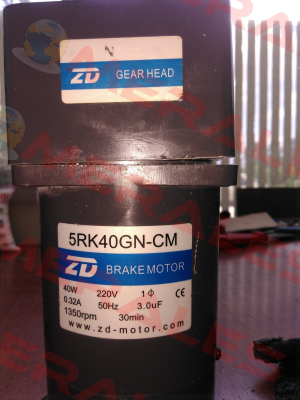 N
ZD GEAR HEAD
5RK40GN-CM
ZD BRAKE MOTOR
40W 220V 1Φ CE
0.32A 50Hz 3.0uF
1350rpm 30min
www.zd-motor.com